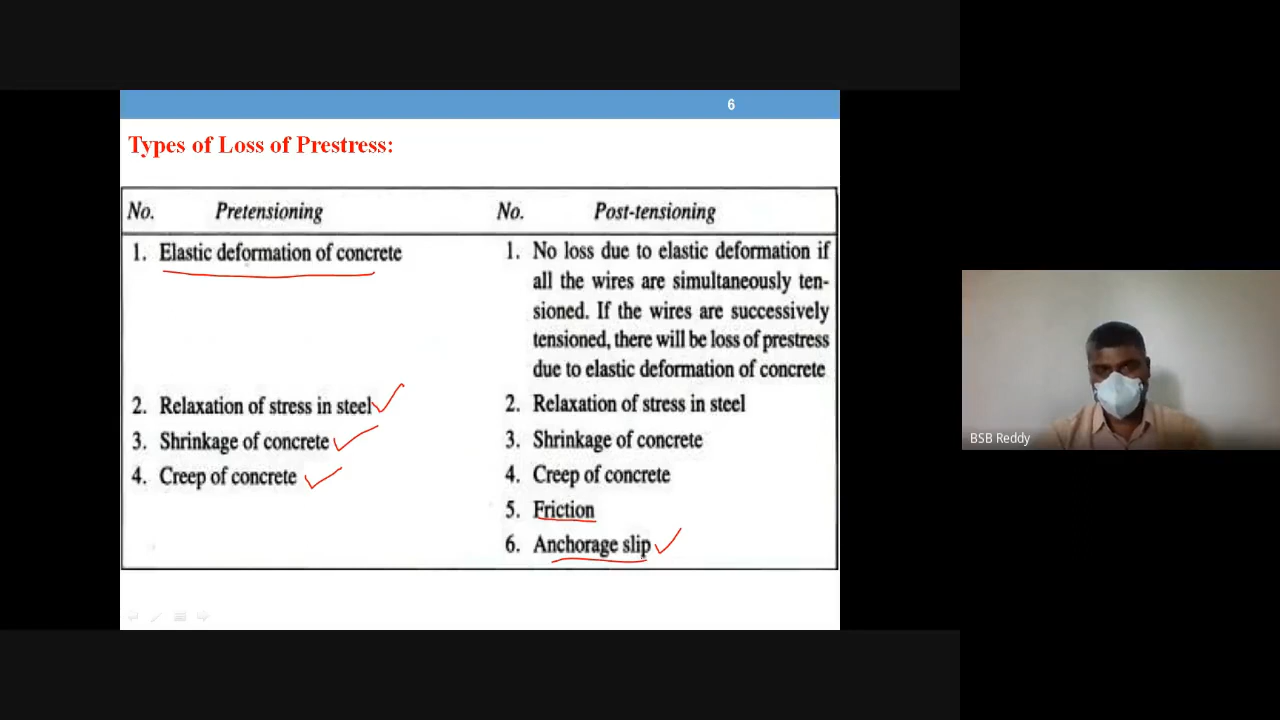 6
Types of Loss of Prestress:
No. Pretensioning No. Post-tensioning
1. Elastic deformation of concrete
1. No loss due to elastic deformation if
all the wires are simultaneously ten-
sioned. If the wires are successively
tensioned, there will be loss of prestress
due to elastic deformation of concrete
2. Relaxation of stress in steel
3. Shrinkage of concrete
4. Creep of concrete
2. Relaxation of stress in steel
3. Shrinkage of concrete
4. Creep of concrete
5. Friction
6. Anchorage slip
BSB Reddy